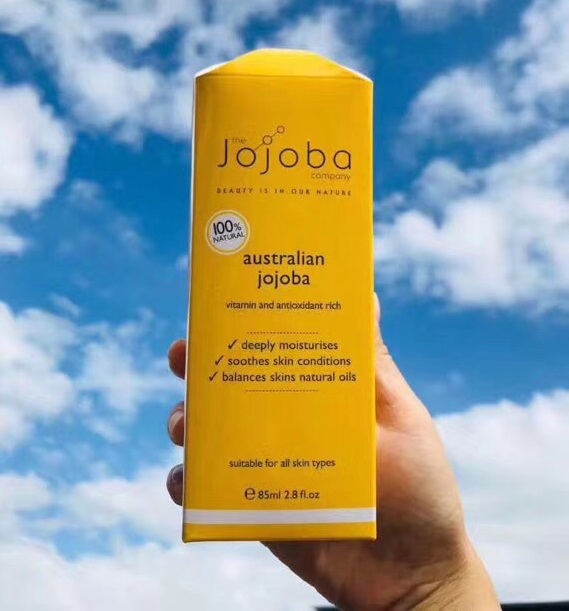 the
Jojoba
company
BEAUTY IS IN OUR NATURE
100%
NATURAL
australian
jojoba
vitamin and antioxidant rich
✓ deeply moisturises
✓ soothes skin conditions
✓ balances skins natural oils
suitable for all skin types
℮ 85ml 2.8 fl.oz